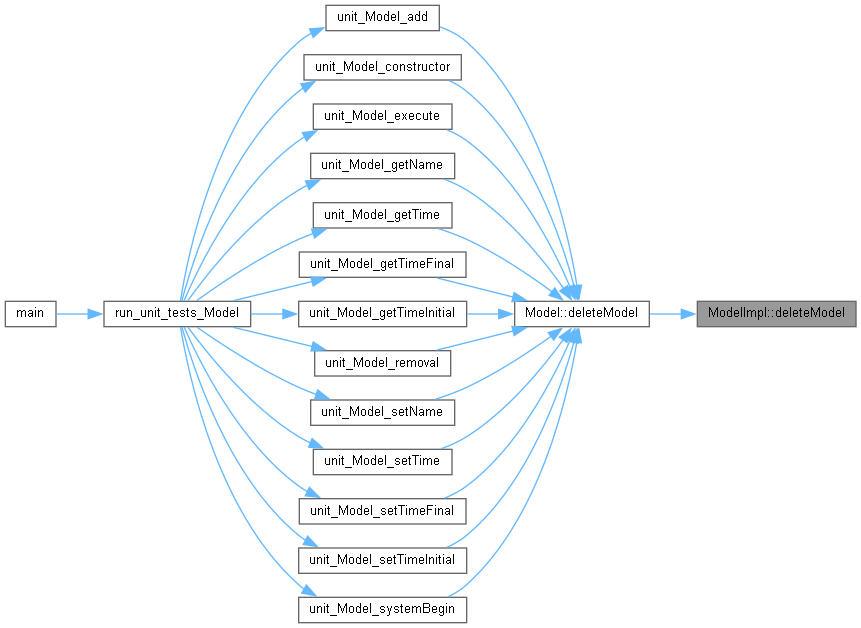 main
run_unit_tests_Model
unit_Model_add
unit_Model_constructor
unit_Model_execute
unit_Model_getName
unit_Model_getTime
unit_Model_getTimeFinal
unit_Model_getTimeInitial
unit_Model_removal
unit_Model_setName
unit_Model_setTime
unit_Model_setTimeFinal
unit_Model_setTimeInitial
unit_Model_systemBegin
Model::deleteModel
ModelImpl::deleteModel